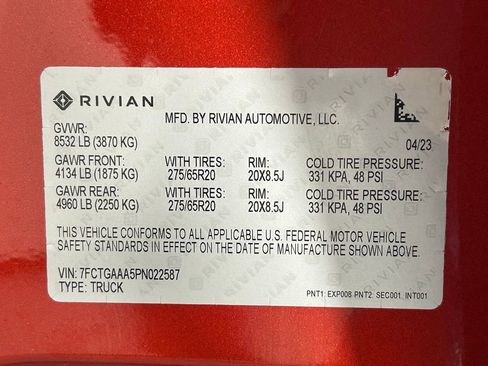 RIVIAN
MFD. BY RIVIAN AUTOMOTIVE, LLC.
GVWR:
8532 LB (3870 KG)
04/23
GAWR FRONT: WITH TIRES: RIM: COLD TIRE PRESSURE:
4134 LB (1875 KG) 275/65R20 20X8.5J 331 KPA, 48 PSI
GAWR REAR: WITH TIRES: RIM: COLD TIRE PRESSURE:
4960 LB (2250 KG) 275/65R20 20X8.5J 331 KPA, 48 PSI
THIS VEHICLE CONFORMS TO ALL APPLICABLE U.S. FEDERAL MOTOR VEHICLE
SAFETY STANDARDS IN EFFECT ON THE DATE OF MANUFACTURE SHOWN ABOVE.
VIN: 7FCTGAAA5PN022587
TYPE: TRUCK
PNT1: EXP008 PNT2: SEC001 INT001